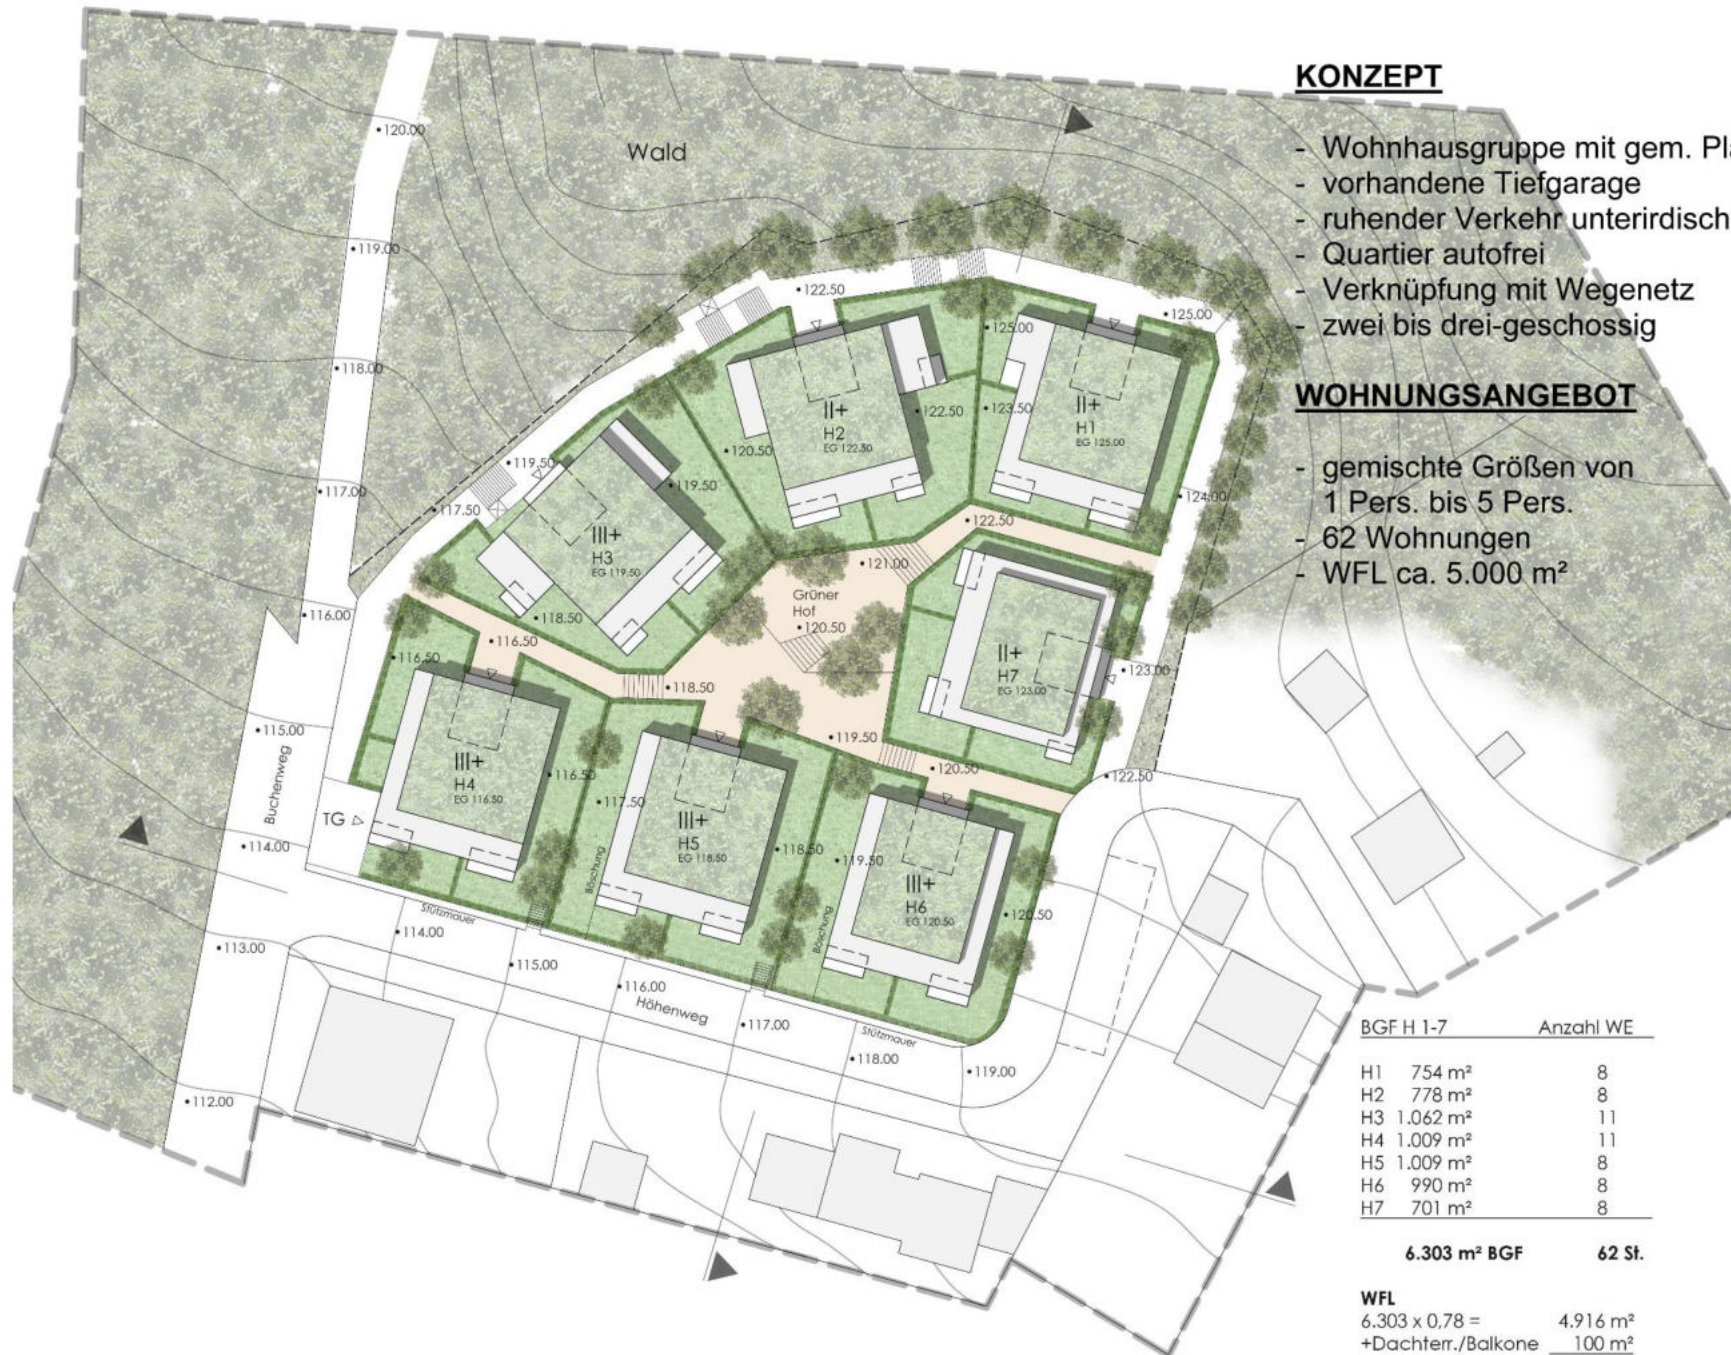 KONZEPT
- Wohnhausgruppe mit gem. Pla
- vorhandene Tiefgarage
- ruhender Verkehr unterirdisch
- Quartier autofrei
- Verknüpfung mit Wegenetz
- zwei bis drei-geschossig
WOHNUNGSANGEBOT
- gemischte Größen von
1 Pers. bis 5 Pers.
- 62 Wohnungen
- WFL ca. 5.000 m²
Wald
120.00
119.00
118.00
117.00
116.00
115.00
114.00
113.00
112.00
Buchenweg
TG
122.50
125.00
125.00
123.50
124.00
II+
H1
EG 125.00
II+
H2
EG 122.50
122.50
120.50
119.50
117.50
119.50
III+
H3
EG 119.50
118.50
122.50
121.00
Grüner
Hof
120.50
II+
H7
EG 123.00
123.00
122.50
116.50
116.50
118.50
119.50
120.50
III+
H4
EG 116.50
116.50
117.50
III+
H5
EG 118.50
118.50
119.50
III+
H6
EG 120.50
120.50
Böschung
Böschung
Stützmauer
114.00
115.00
116.00
Höhenweg
117.00
Stützmauer
118.00
119.00
BGF H 1-7 Anzahl WE
H1 754 m² 8
H2 778 m² 8
H3 1.062 m² 11
H4 1.009 m² 11
H5 1.009 m² 8
H6 990 m² 8
H7 701 m² 8
6.303 m² BGF 62 St.
WFL
6.303 x 0,78 = 4.916 m²
+Dachterr./Balkone 100 m²